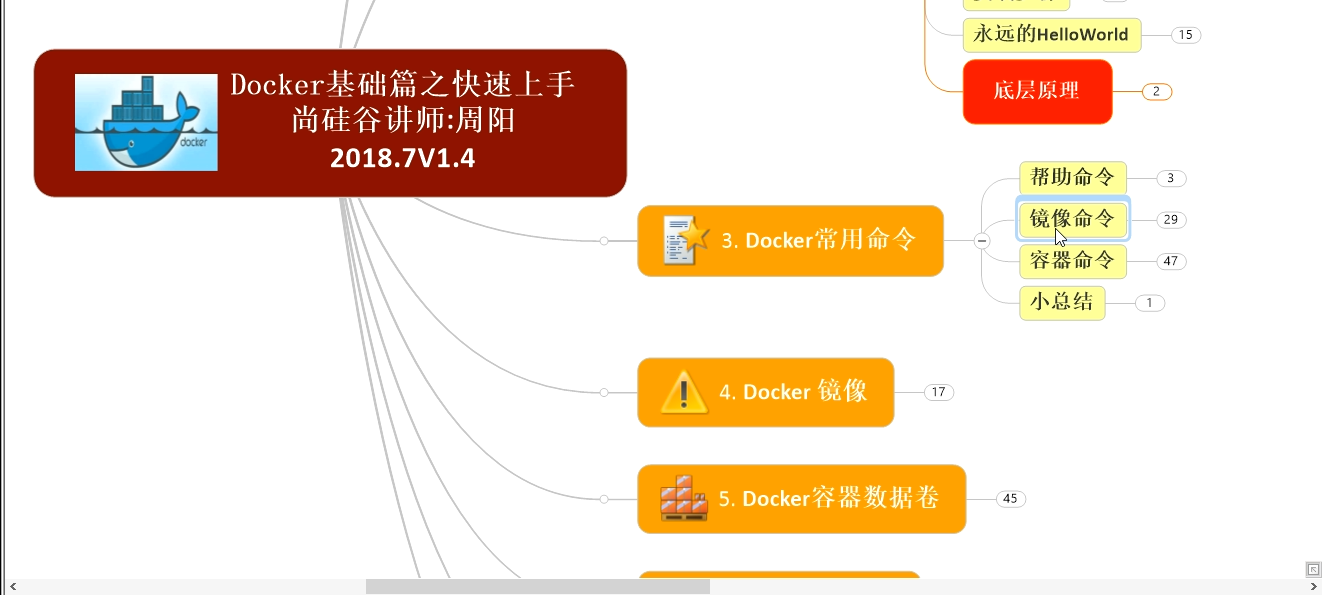 永远的HelloWorld
15
底层原理
2
Docker基础篇之快速上手
尚硅谷讲师:周阳
2018.7V1.4
docker
3. Docker常用命令
帮助命令
3
镜像命令
29
容器命令
47
小总结
1
4. Docker 镜像
17
5. Docker容器数据卷
45